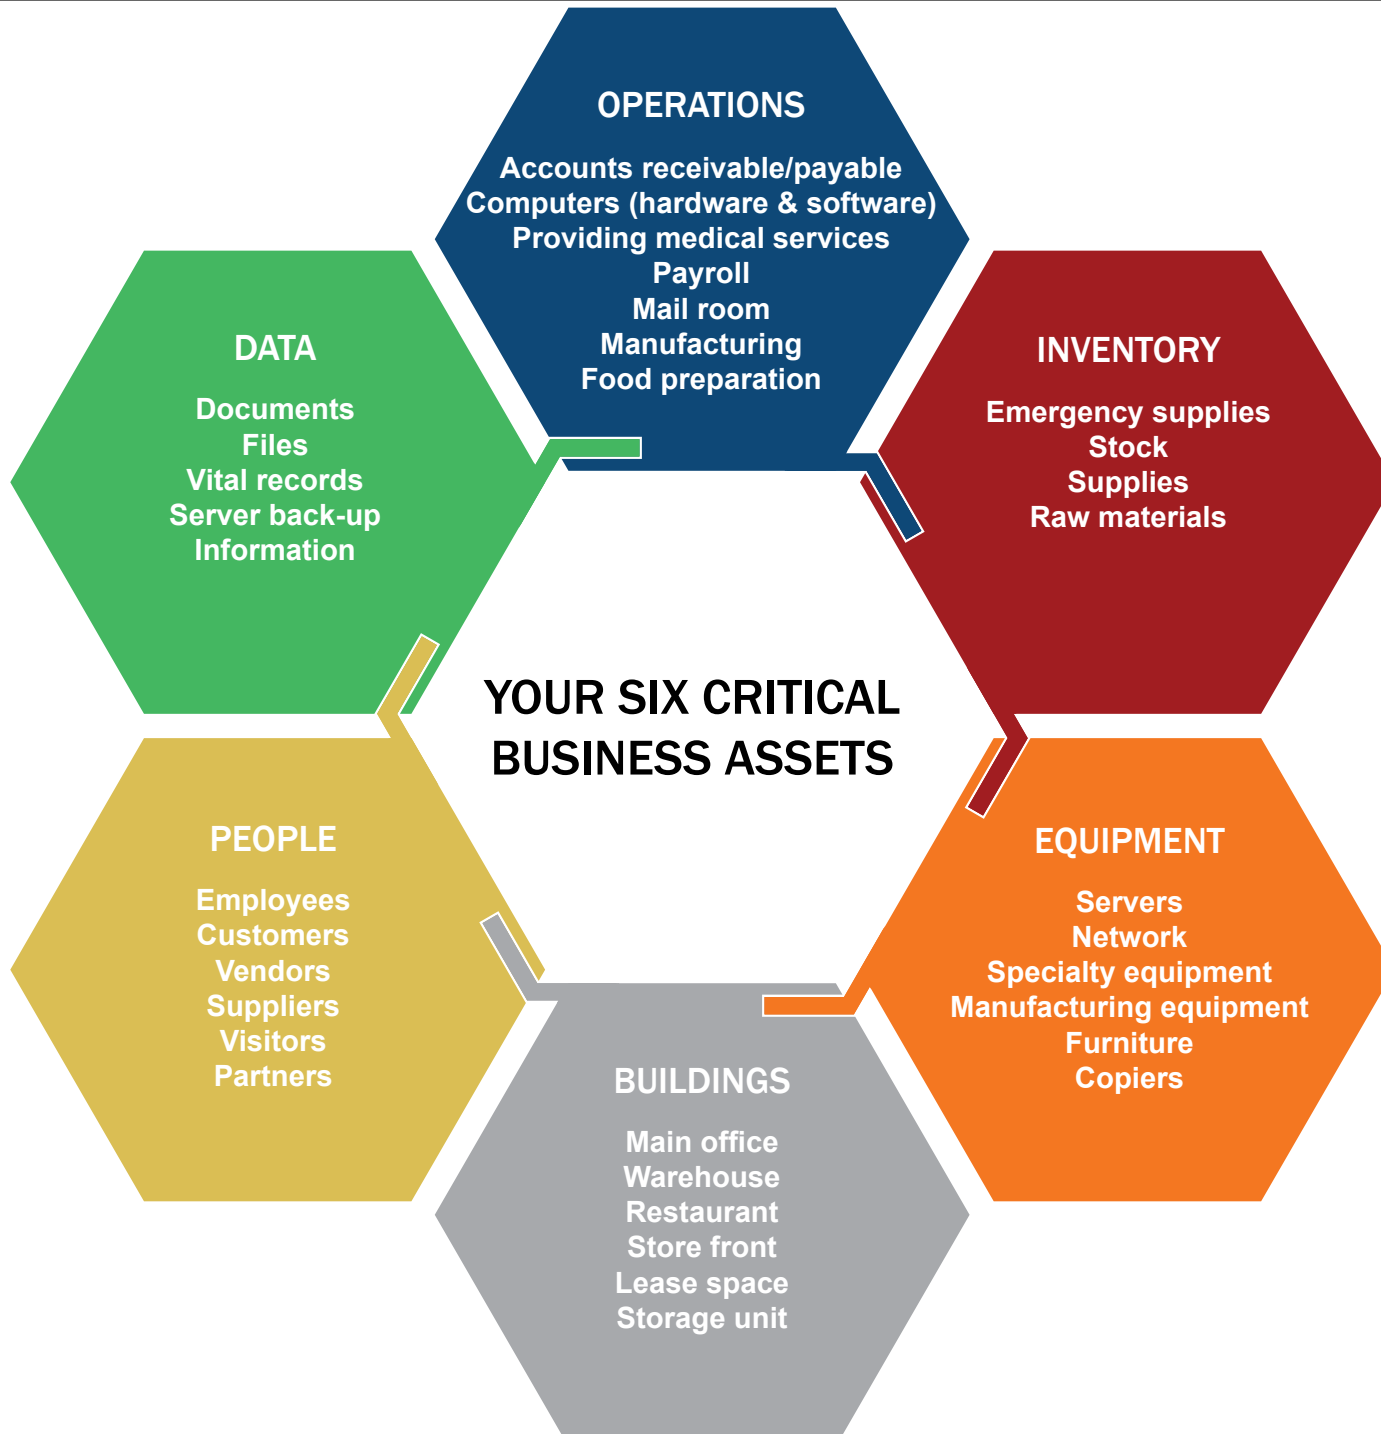 OPERATIONS
Accounts receivable/payable
Computers (hardware & software)
Providing medical services
Payroll
Mail room
Manufacturing
Food preparation
DATA
Documents
Files
Vital records
Server back-up
Information
INVENTORY
Emergency supplies
Stock
Supplies
Raw materials
YOUR SIX CRITICAL
BUSINESS ASSETS
PEOPLE
Employees
Customers
Vendors
Suppliers
Visitors
Partners
EQUIPMENT
Servers
Network
Specialty equipment
Manufacturing equipment
Furniture
Copiers
BUILDINGS
Main office
Warehouse
Restaurant
Store front
Lease space
Storage unit